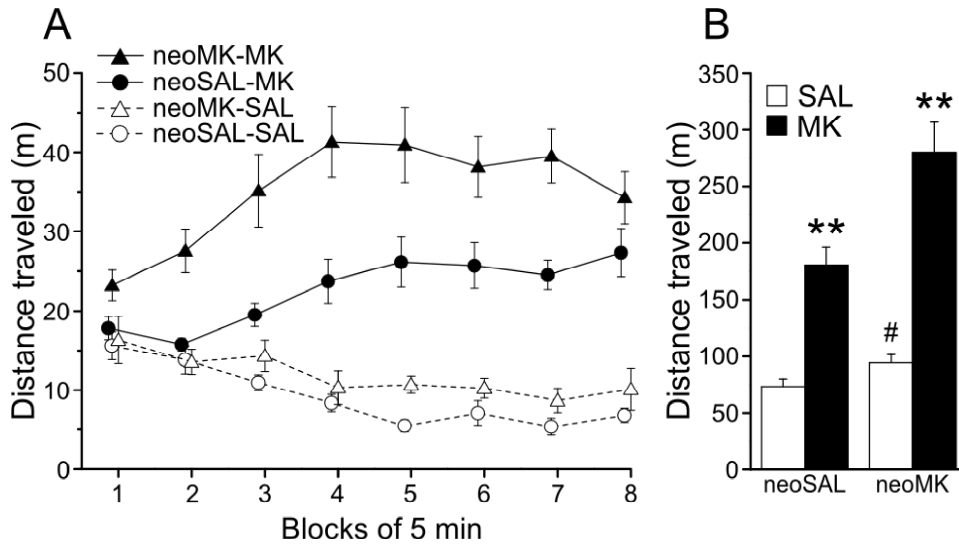 A
neoMK-MK
neoSAL-MK
neoMK-SAL
neoSAL-SAL
Distance traveled (m)
50
40
30
20
10
0
1 2 3 4 5 6 7 8
Blocks of 5 min
B
SAL
MK
Distance traveled (m)
350
300
250
200
150
100
50
0
**
**
#
neoSAL neoMK